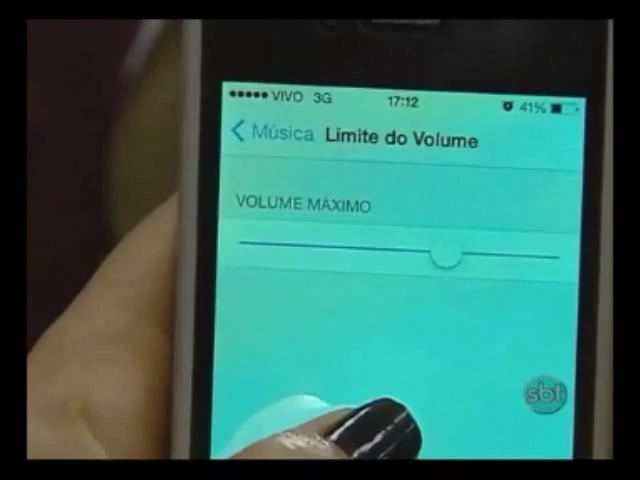 VIVO 3G 17:12 41%
Música Limite do Volume
VOLUME MÁXIMO
sbt